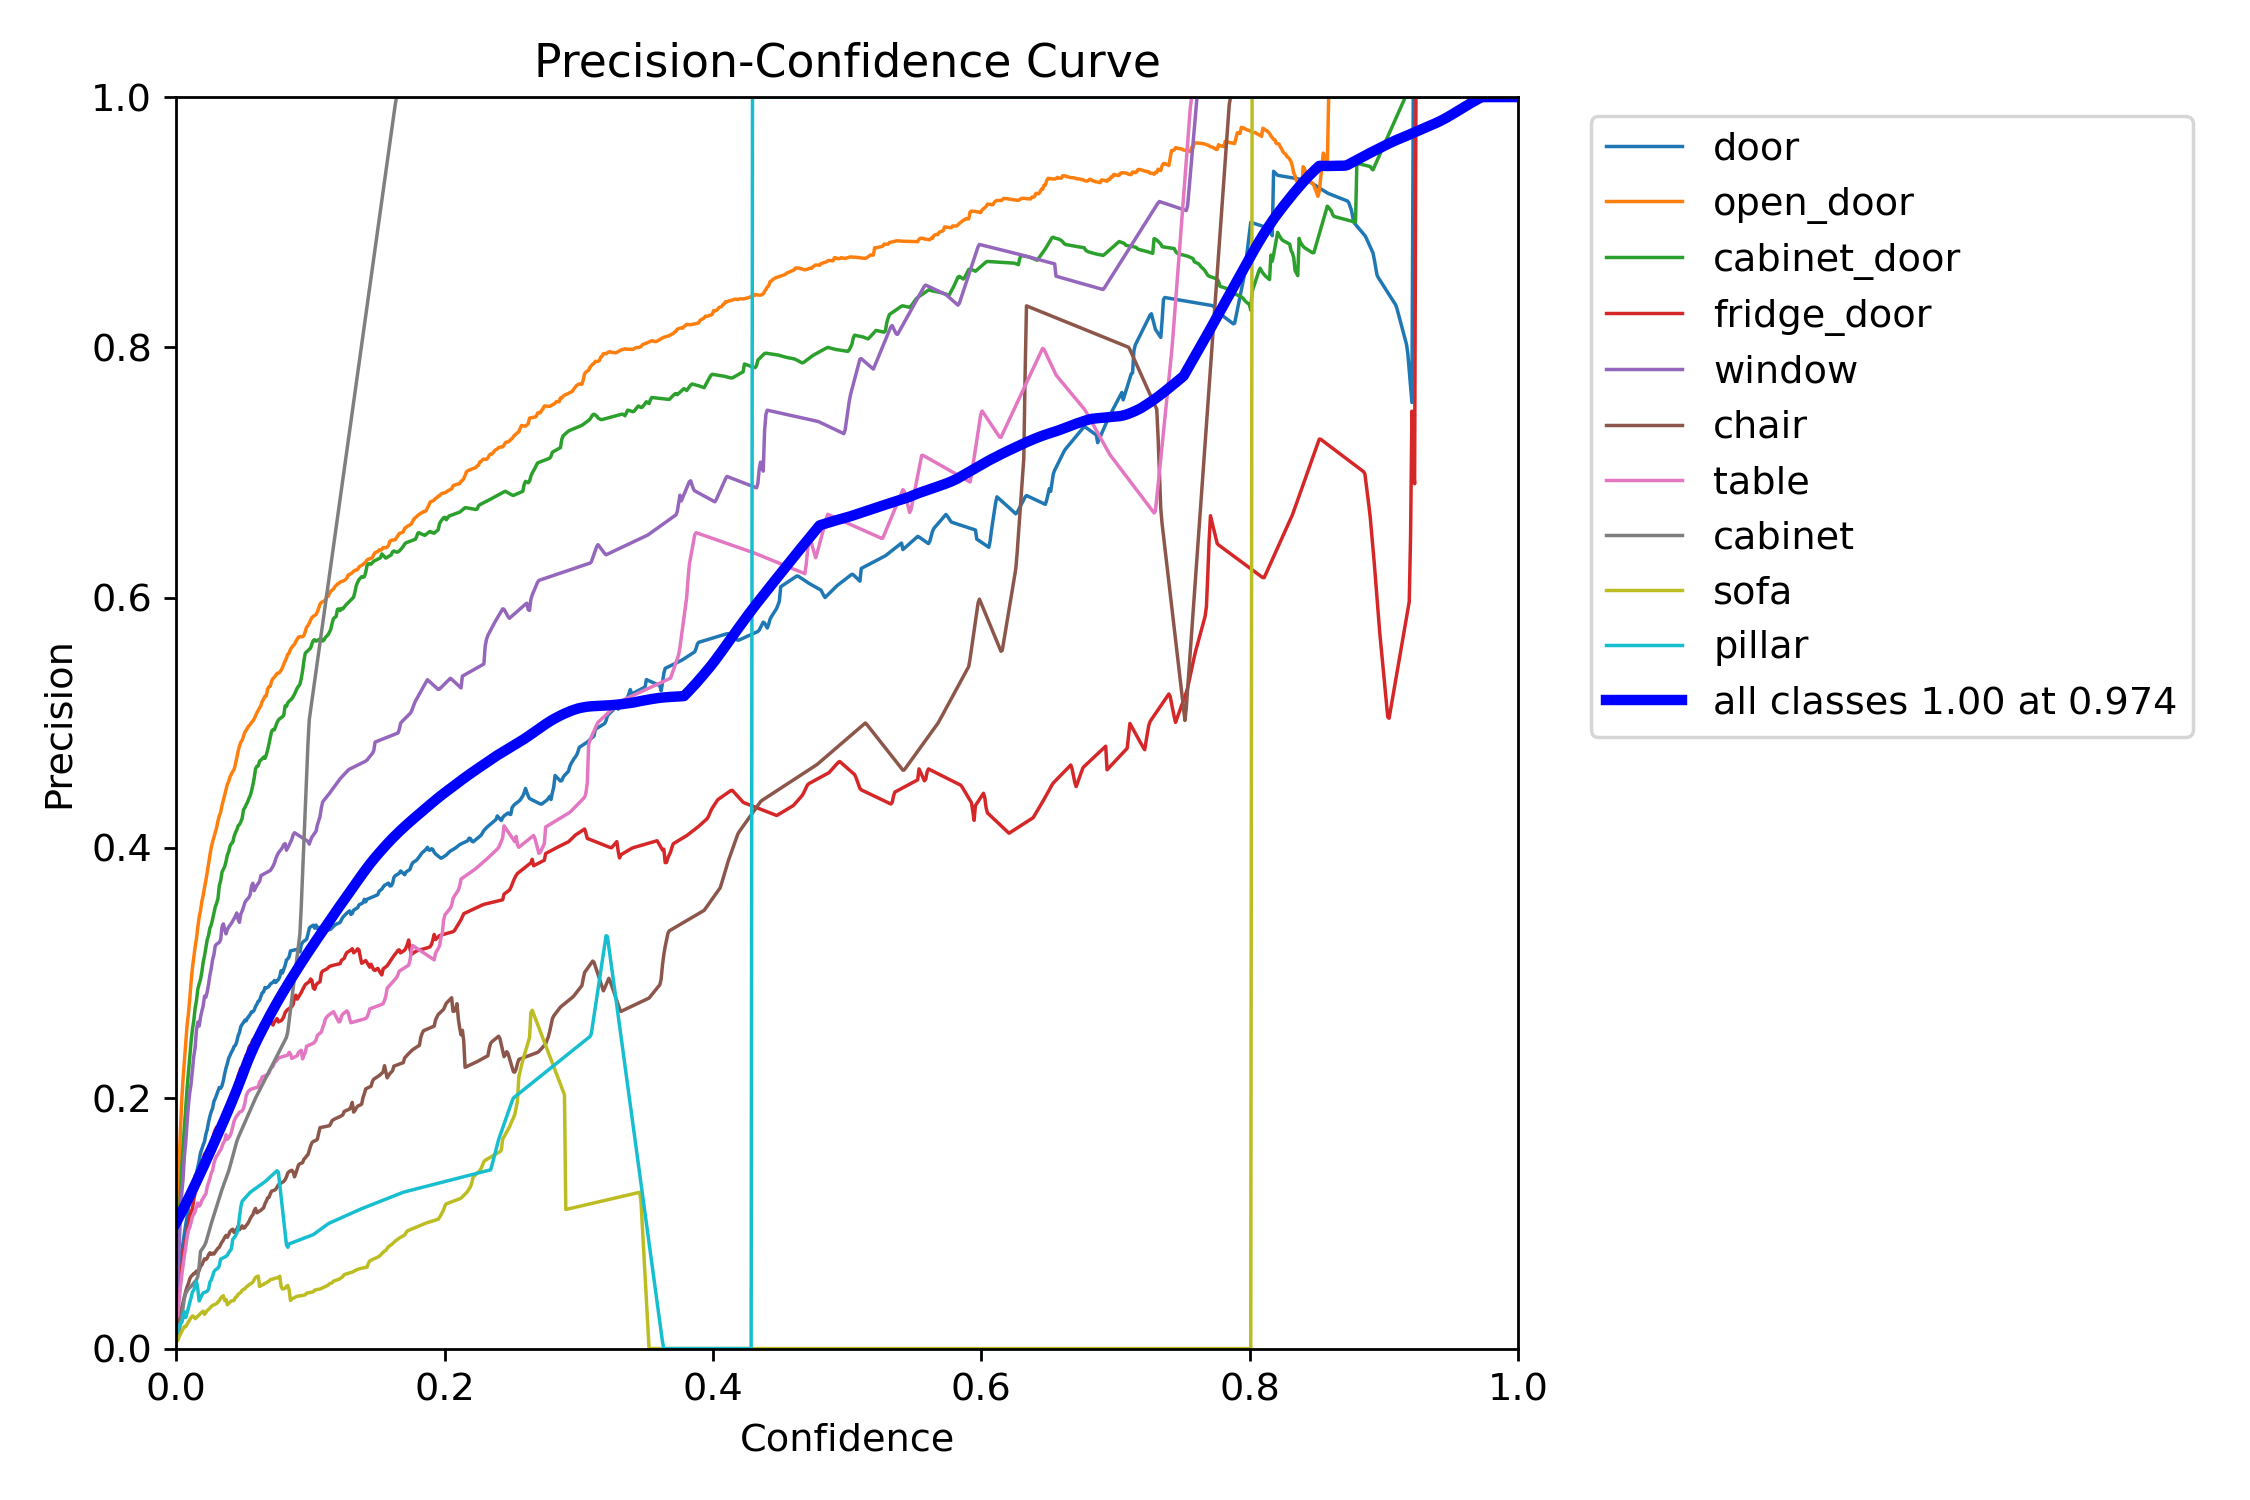 Precision-Confidence Curve
1.0
0.8
0.6
0.4
0.2
0.0
Precision
0.0 0.2 0.4 0.6 0.8 1.0
Confidence
door
open_door
cabinet_door
fridge_door
window
chair
table
cabinet
sofa
pillar
all classes 1.00 at 0.974